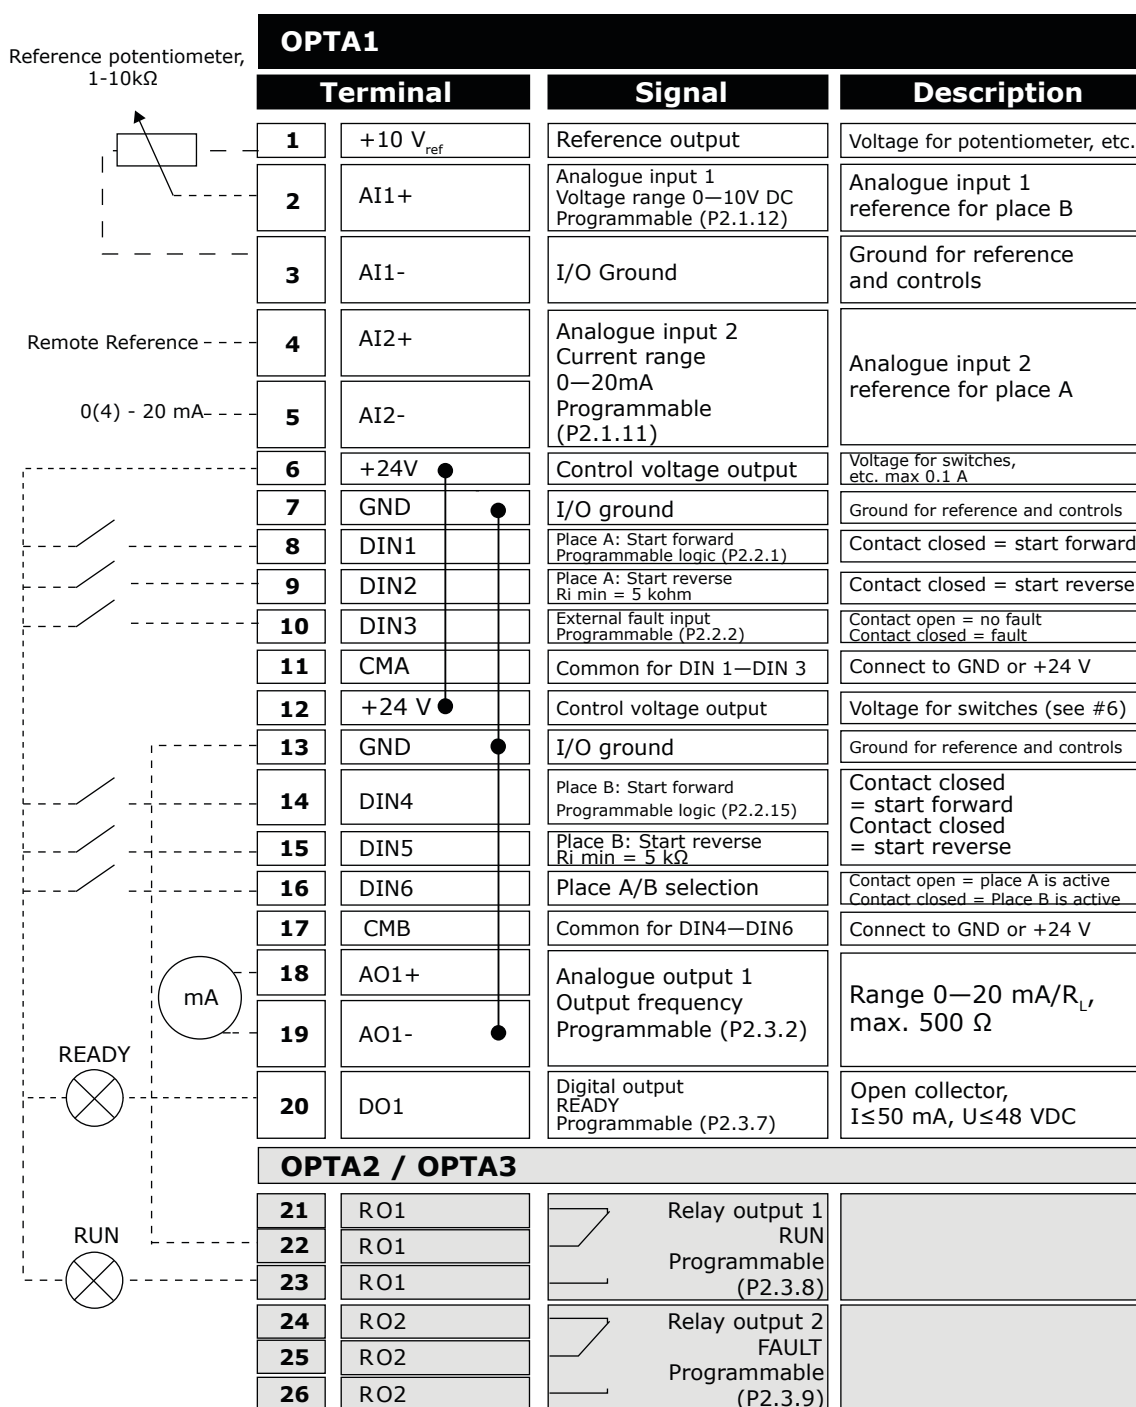 OPTA1
Reference potentiometer,
1-10kΩ
Terminal Signal Description
1 +10 Vref Reference output Voltage for potentiometer, etc.
2 AI1+ Analogue input 1
Voltage range 0—10V DC
Programmable (P2.1.12)
Analogue input 1
reference for place B
3 AI1- I/O Ground Ground for reference
and controls
Remote Reference
4 AI2+ Analogue input 2
Current range
0—20mA
Programmable
(P2.1.11)
Analogue input 2
reference for place A
0(4) - 20 mA
5 AI2-
6 +24V Control voltage output Voltage for switches,
etc. max 0.1 A
7 GND I/O ground Ground for reference and controls
8 DIN1 Place A: Start forward
Programmable logic (P2.2.1)
Contact closed = start forward
9 DIN2 Place A: Start reverse
Ri min = 5 kohm
Contact closed = start reverse
10 DIN3 External fault input
Programmable (P2.2.2)
Contact open = no fault
Contact closed = fault
11 CMA Common for DIN 1—DIN 3 Connect to GND or +24 V
12 +24 V Control voltage output Voltage for switches (see #6)
13 GND I/O ground Ground for reference and controls
14 DIN4 Place B: Start forward
Programmable logic (P2.2.15)
Contact closed
= start forward
Contact closed
= start reverse
15 DIN5 Place B: Start reverse
Ri min = 5 kΩ
16 DIN6 Place A/B selection Contact open = place A is active
Contact closed = Place B is active
17 CMB Common for DIN4—DIN6 Connect to GND or +24 V
mA
18 AO1+ Analogue output 1
Output frequency
Programmable (P2.3.2)
Range 0—20 mA/RL,
max. 500 Ω
19 AO1-
READY
20 DO1 Digital output
READY
Programmable (P2.3.7)
Open collector,
I≤50 mA, U≤48 VDC
OPTA2 / OPTA3
21 RO1 Relay output 1
RUN
Programmable
(P2.3.8)
RUN
22 RO1
23 RO1
24 RO2 Relay output 2
FAULT
Programmable
(P2.3.9)
25 RO2
26 RO2